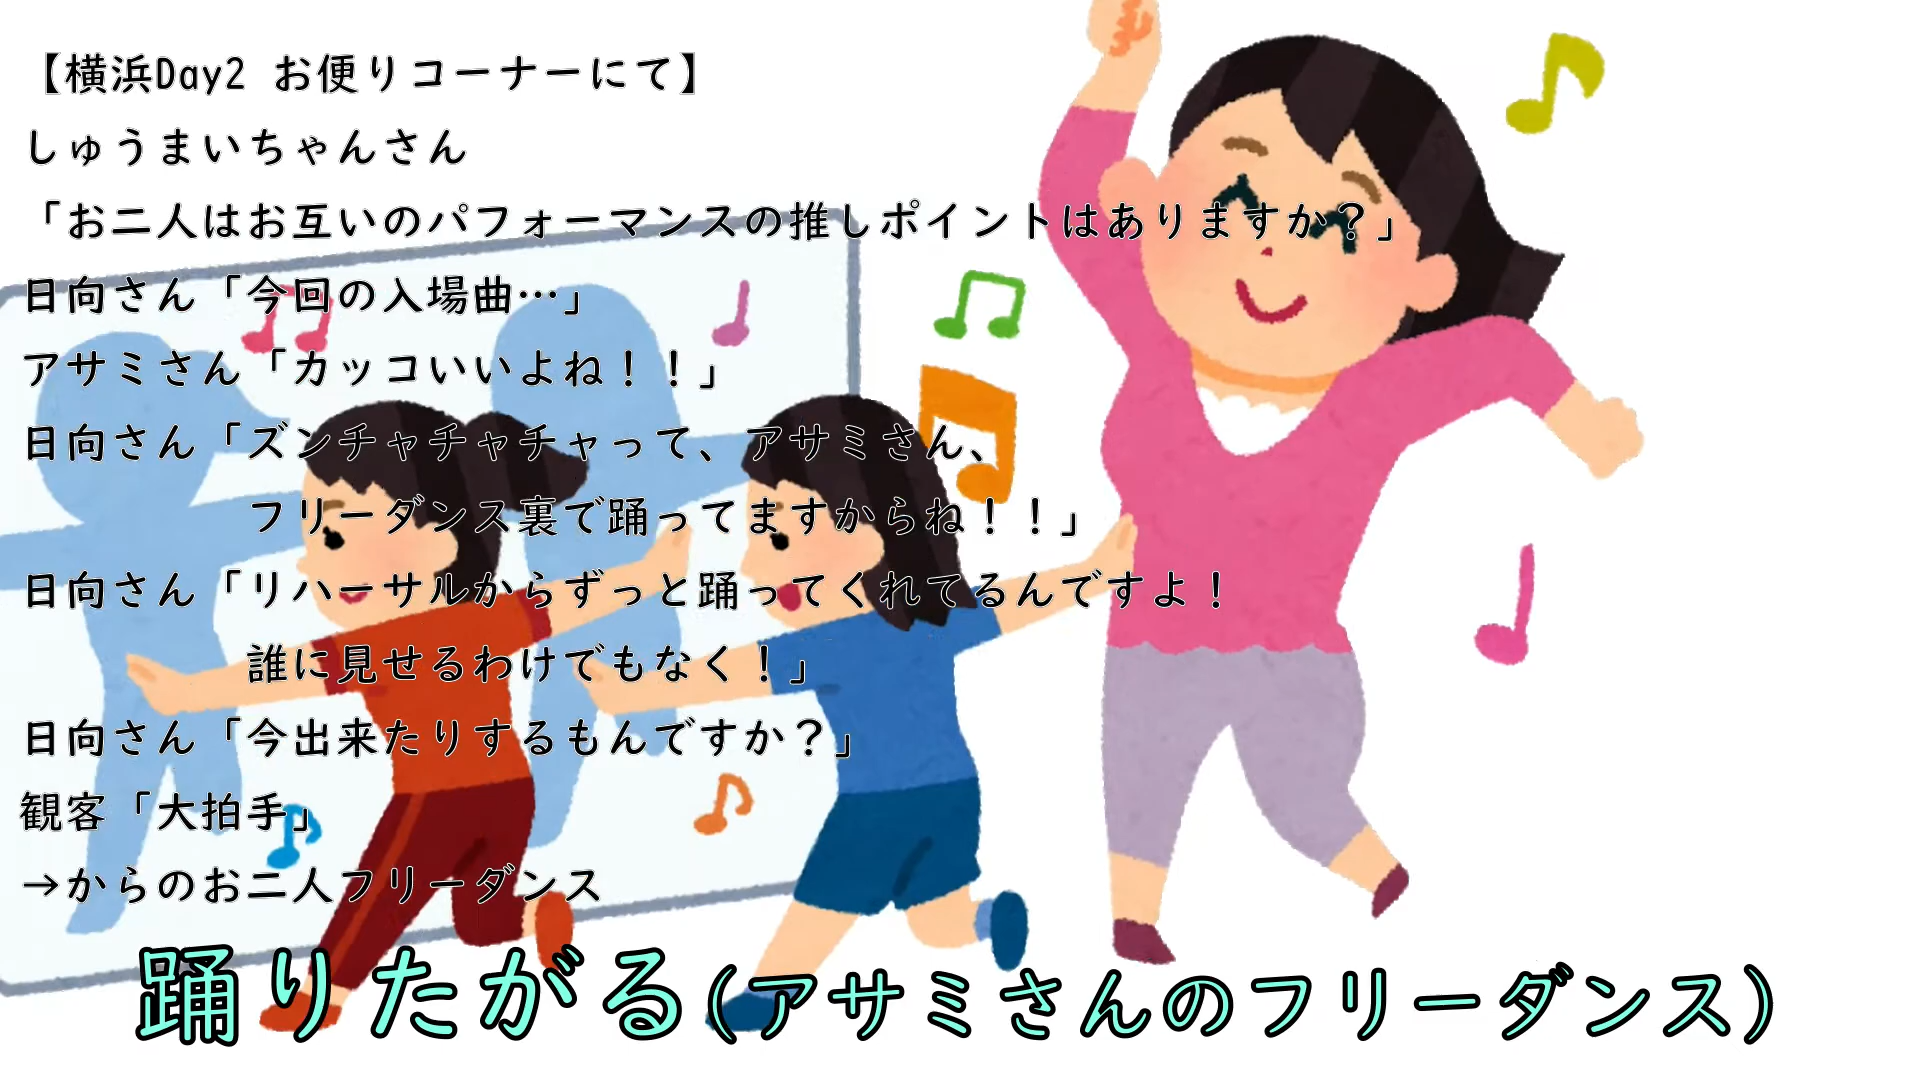 【横浜Day2 お便りコーナーにて】
しゅうまいちゃんさん
「お二人はお互いのパフォーマンスの推しポイントはありますか？」
日向さん「今回の入場曲…」
アサミさん「カッコいいよね！！」
日向さん「ズンチャチャチャって、アサミさん、
フリーダンス裏で踊ってますからね！！」
日向さん「リハーサルからずっと踊ってくれてるんですよ！
誰に見せるわけでもなく！」
日向さん「今出来たりするもんですか？」
観客「大拍手」
→からのお二人フリーダンス
踊りたがる(アサミさんのフリーダンス)